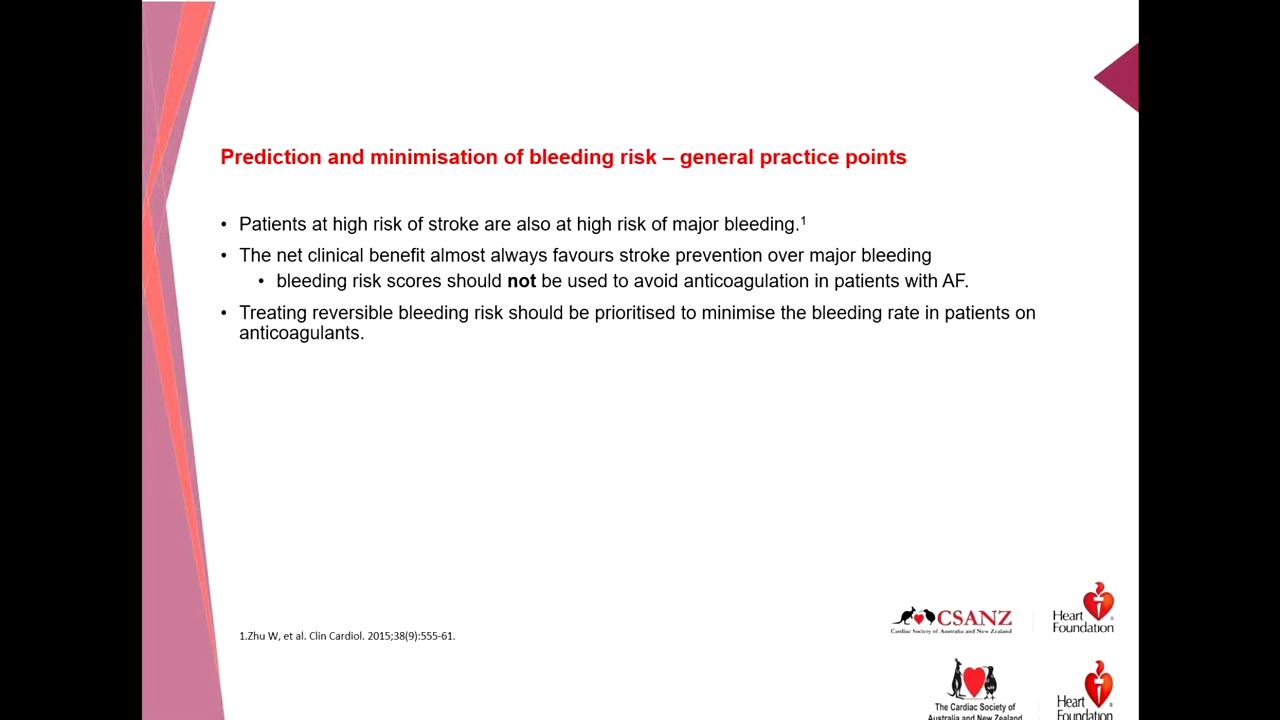 Prediction and minimisation of bleeding risk – general practice points
• Patients at high risk of stroke are also at high risk of major bleeding.¹
• The net clinical benefit almost always favours stroke prevention over major bleeding
• bleeding risk scores should not be used to avoid anticoagulation in patients with AF.
• Treating reversible bleeding risk should be prioritised to minimise the bleeding rate in patients on
anticoagulants.
1.Zhu W, et al. Clin Cardiol. 2015;38(9):555-61.
CSANZ
Cardiac Society of Australia and New Zealand
Heart
Foundation
The Cardiac Society of
Australia and New Zealand
Heart
Foundation